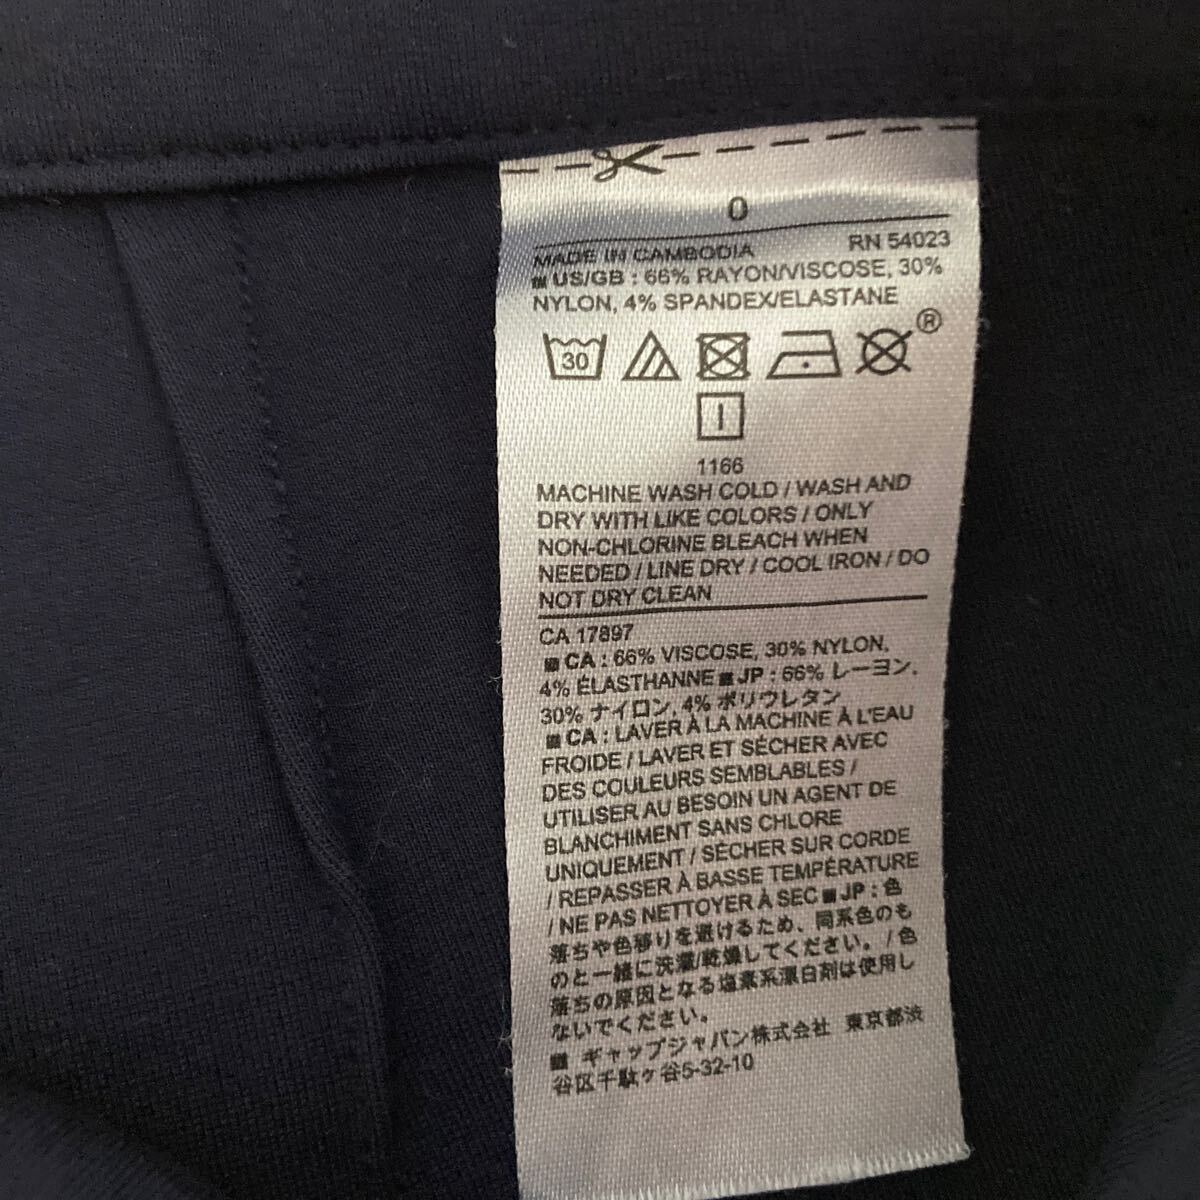 0
MADE IN CAMBODIA RN 54023
■ US/GB : 66% RAYON/VISCOSE, 30%
NYLON, 4% SPANDEX/ELASTANE
30
®
I
1166
MACHINE WASH COLD / WASH AND
DRY WITH LIKE COLORS / ONLY
NON-CHLORINE BLEACH WHEN
NEEDED / LINE DRY / COOL IRON / DO
NOT DRY CLEAN
CA 17897
■ CA : 66% VISCOSE, 30% NYLON,
4% ÉLASTHANNE ■ JP : 66% レーヨン,
30% ナイロン, 4% ポリウレタン
■ CA : LAVER À LA MACHINE À L'EAU
FROIDE / LAVER ET SÉCHER AVEC
DES COULEURS SEMBLABLES /
UTILISER AU BESOIN UN AGENT DE
BLANCHIMENT SANS CHLORE
UNIQUEMENT / SÉCHER SUR CORDE
/ REPASSER À BASSE TEMPÉRATURE
/ NE PAS NETTOYER À SEC ■ JP : 色
落ちや色移りを避けるため、同系色のも
のと一緒に洗濯/乾燥してください。 / 色
落ちの原因となる塩素系漂白剤は使用し
ないでください。
■ ギャップジャパン株式会社 東京都渋
谷区千駄ヶ谷5-32-10